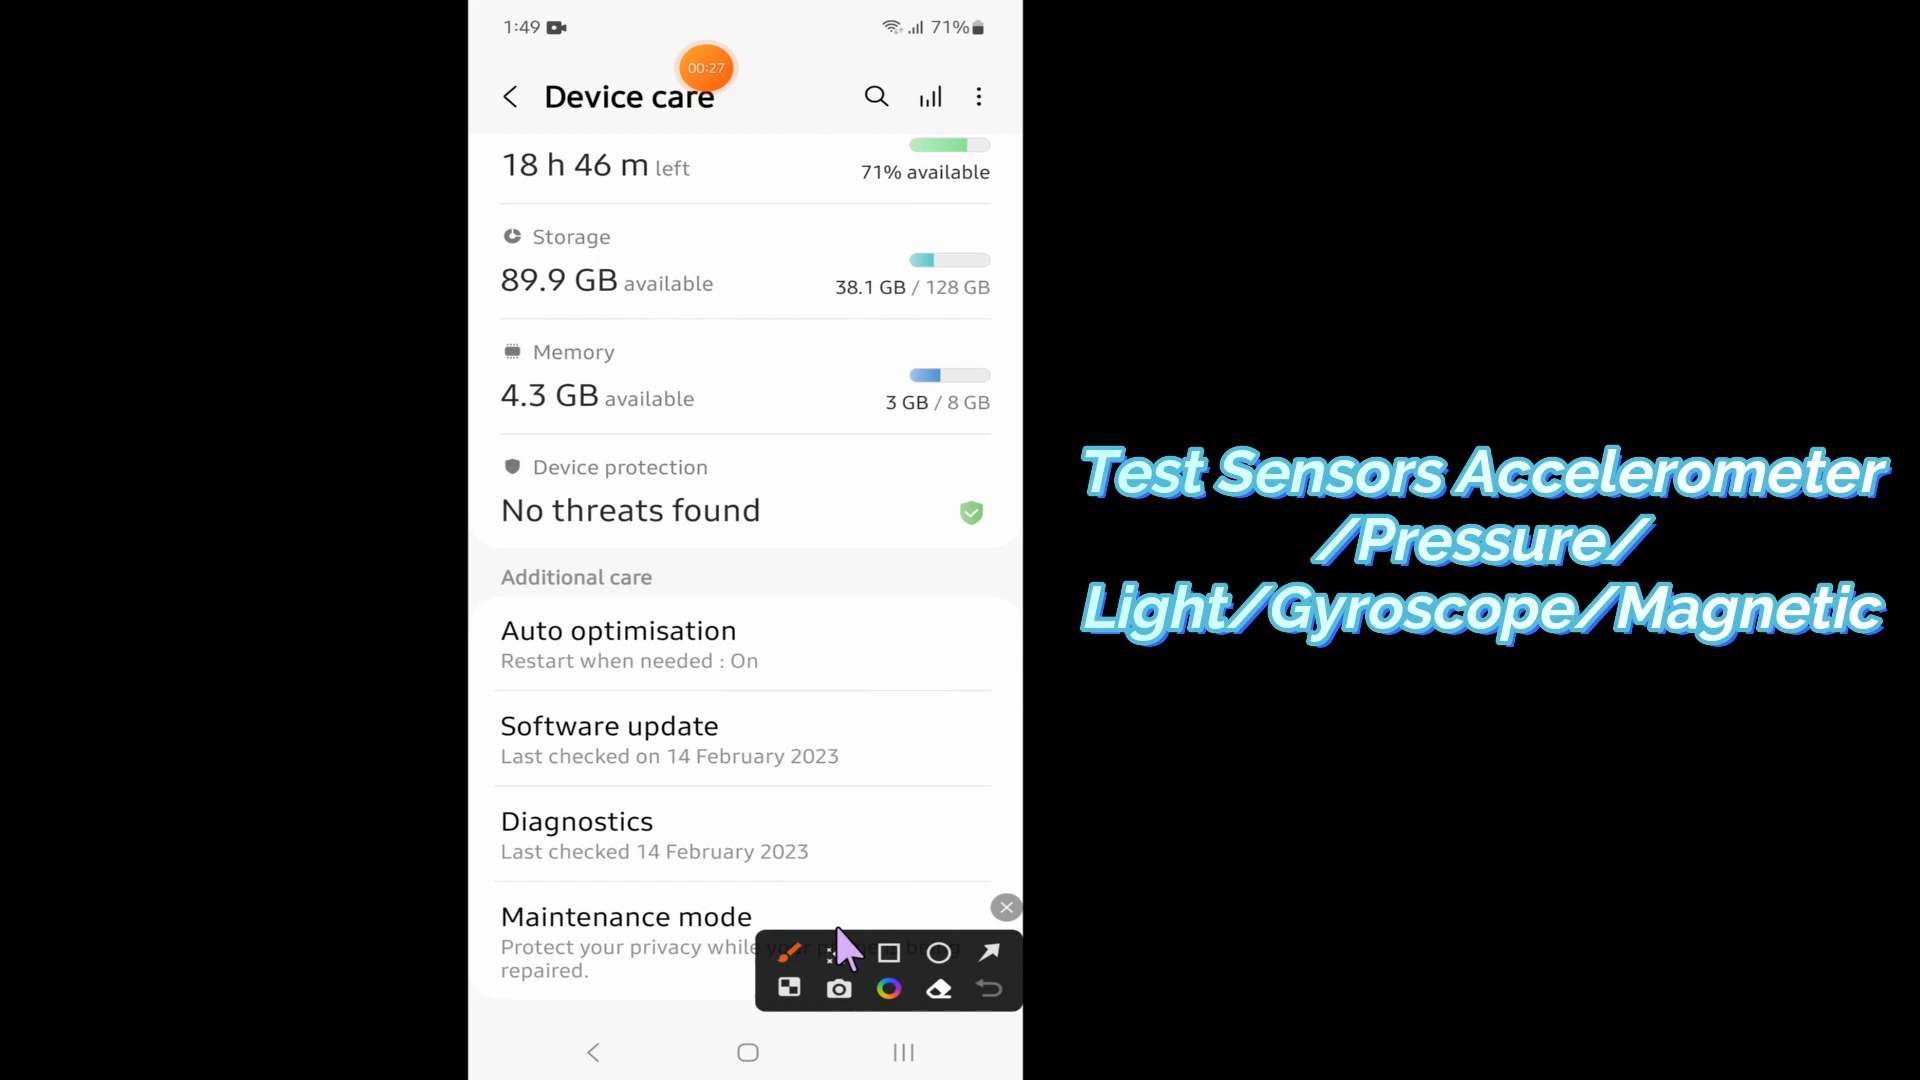 1:49
71%
00:27
Device care
18 h 46 m left
71% available
Storage
89.9 GB available
38.1 GB / 128 GB
Memory
4.3 GB available
3 GB / 8 GB
Device protection
No threats found
Additional care
Auto optimisation
Restart when needed : On
Software update
Last checked on 14 February 2023
Diagnostics
Last checked 14 February 2023
Maintenance mode
Protect your privacy while
repaired.
Test Sensors Accelerometer
/Pressure/
Light/Gyroscope/Magnetic